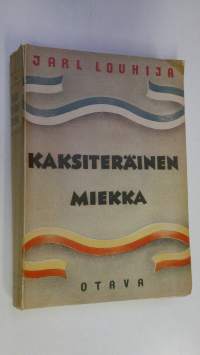 JARL LOUHIJA
KAKSITERÄINEN
MIEKKA
OTAVA